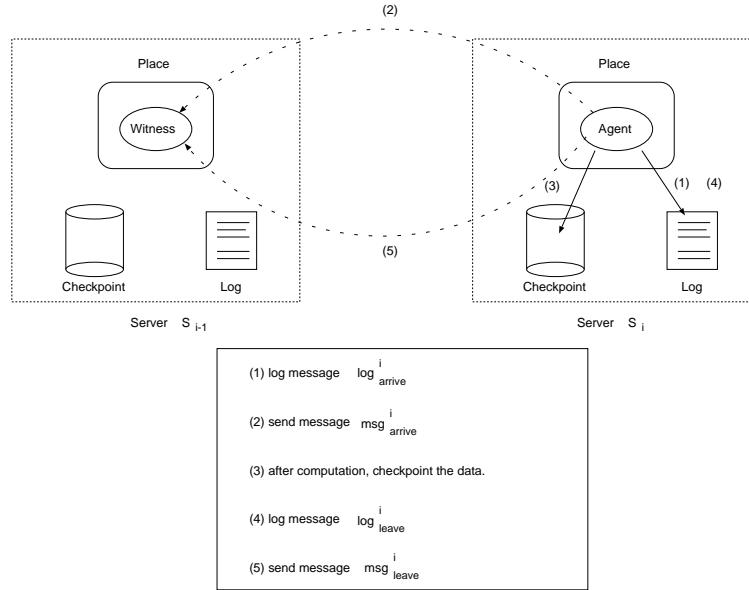 (2)
Place
Place
Witness
Agent
(3)
(1) (4)
(5)
Checkpoint
Log
Checkpoint
Log
Server S i-1
Server S i
(1) log message log i arrive
(2) send message msg i arrive
(3) after computation, checkpoint the data.
(4) log message log i leave
(5) send message msg i leave